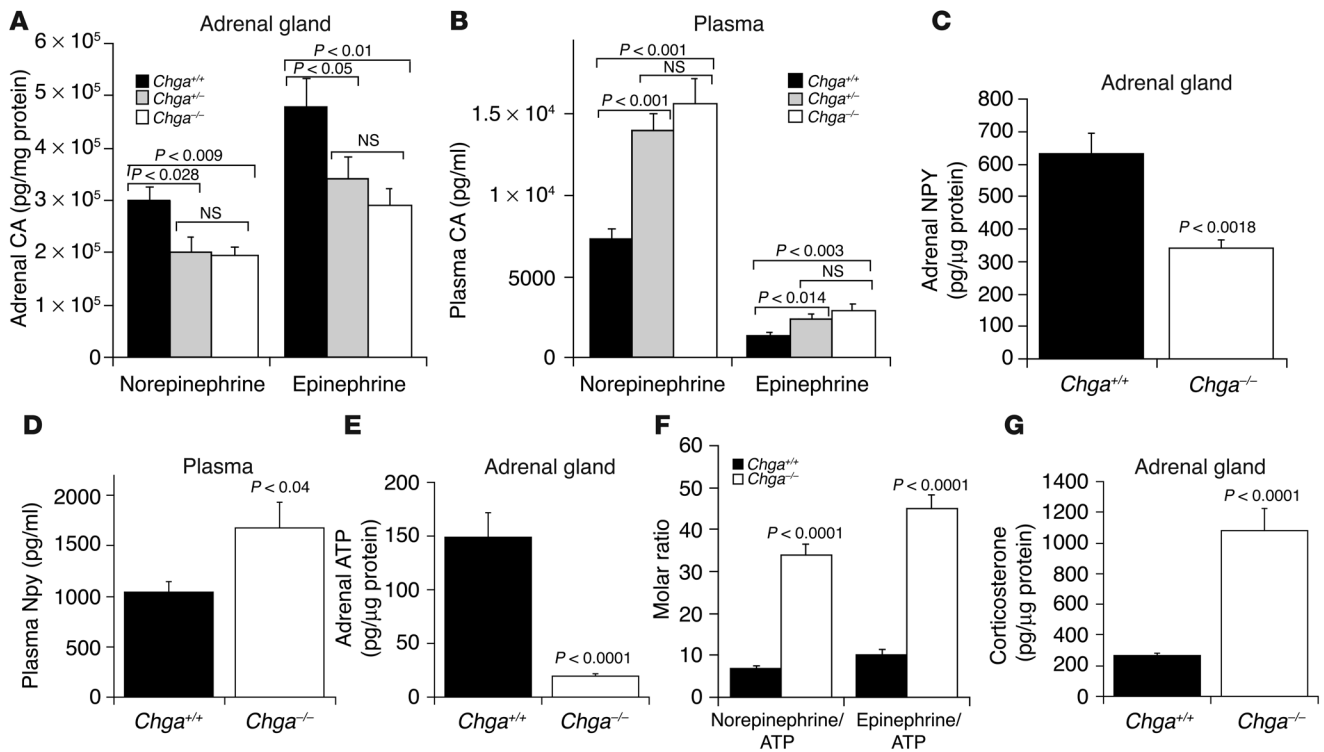 A
Adrenal gland
Adrenal CA (pg/mg protein)
6 × 10⁵
5 × 10⁵
4 × 10⁵
3 × 10⁵
2 × 10⁵
1 × 10⁵
0
Chga+/+
Chga+/–
Chga–/–
P < 0.009
P < 0.028
NS
P < 0.01
P < 0.05
NS
Norepinephrine
Epinephrine
B
Plasma
Plasma CA (pg/ml)
1.5 × 10⁴
1 × 10⁴
5000
0
P < 0.001
NS
P < 0.001
Chga+/+
Chga+/–
Chga–/–
P < 0.003
NS
P < 0.014
Norepinephrine
Epinephrine
C
Adrenal gland
Adrenal NPY
(pg/μg protein)
800
700
600
500
400
300
200
100
0
P < 0.0018
Chga+/+
Chga–/–
D
Plasma
Plasma Npy (pg/ml)
2000
1500
1000
500
0
P < 0.04
Chga+/+
Chga–/–
E
Adrenal gland
Adrenal ATP
(pg/μg protein)
200
150
100
50
0
P < 0.0001
Chga+/+
Chga–/–
F
Molar ratio
60
50
40
30
20
10
0
Chga+/+
Chga–/–
P < 0.0001
P < 0.0001
Norepinephrine/
ATP
Epinephrine/
ATP
G
Adrenal gland
Corticosterone
(pg/μg protein)
1400
1200
1000
800
600
400
200
0
P < 0.0001
Chga+/+
Chga–/–